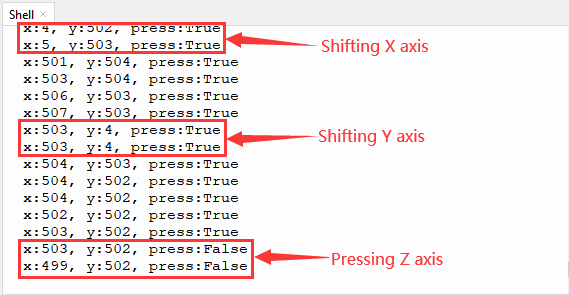 Shell ×
x:4, y:502, press:True
x:5, y:503, press:True
Shifting X axis
x:501, y:504, press:True
x:503, y:504, press:True
x:506, y:503, press:True
x:507, y:503, press:True
x:503, y:4, press:True
Shifting Y axis
x:503, y:4, press:True
x:504, y:503, press:True
x:504, y:502, press:True
x:504, y:502, press:True
x:502, y:502, press:True
x:503, y:502, press:True
x:503, y:502, press:False
Pressing Z axis
x:499, y:502, press:False